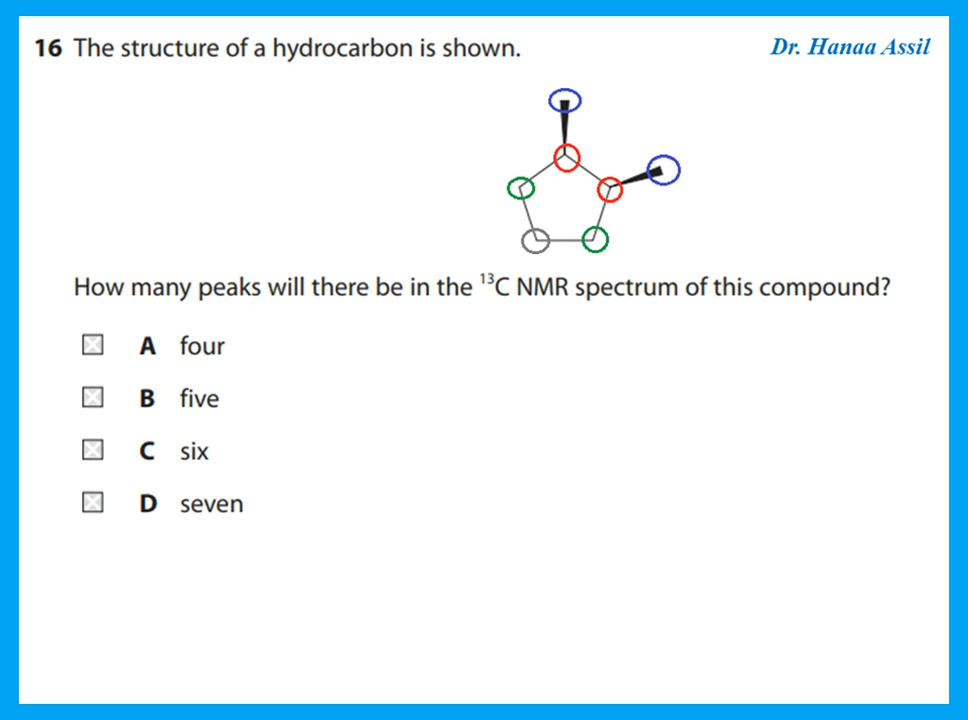 16 The structure of a hydrocarbon is shown.
Dr. Hanaa Assil
How many peaks will there be in the ¹³C NMR spectrum of this compound?
A four
B five
C six
D seven